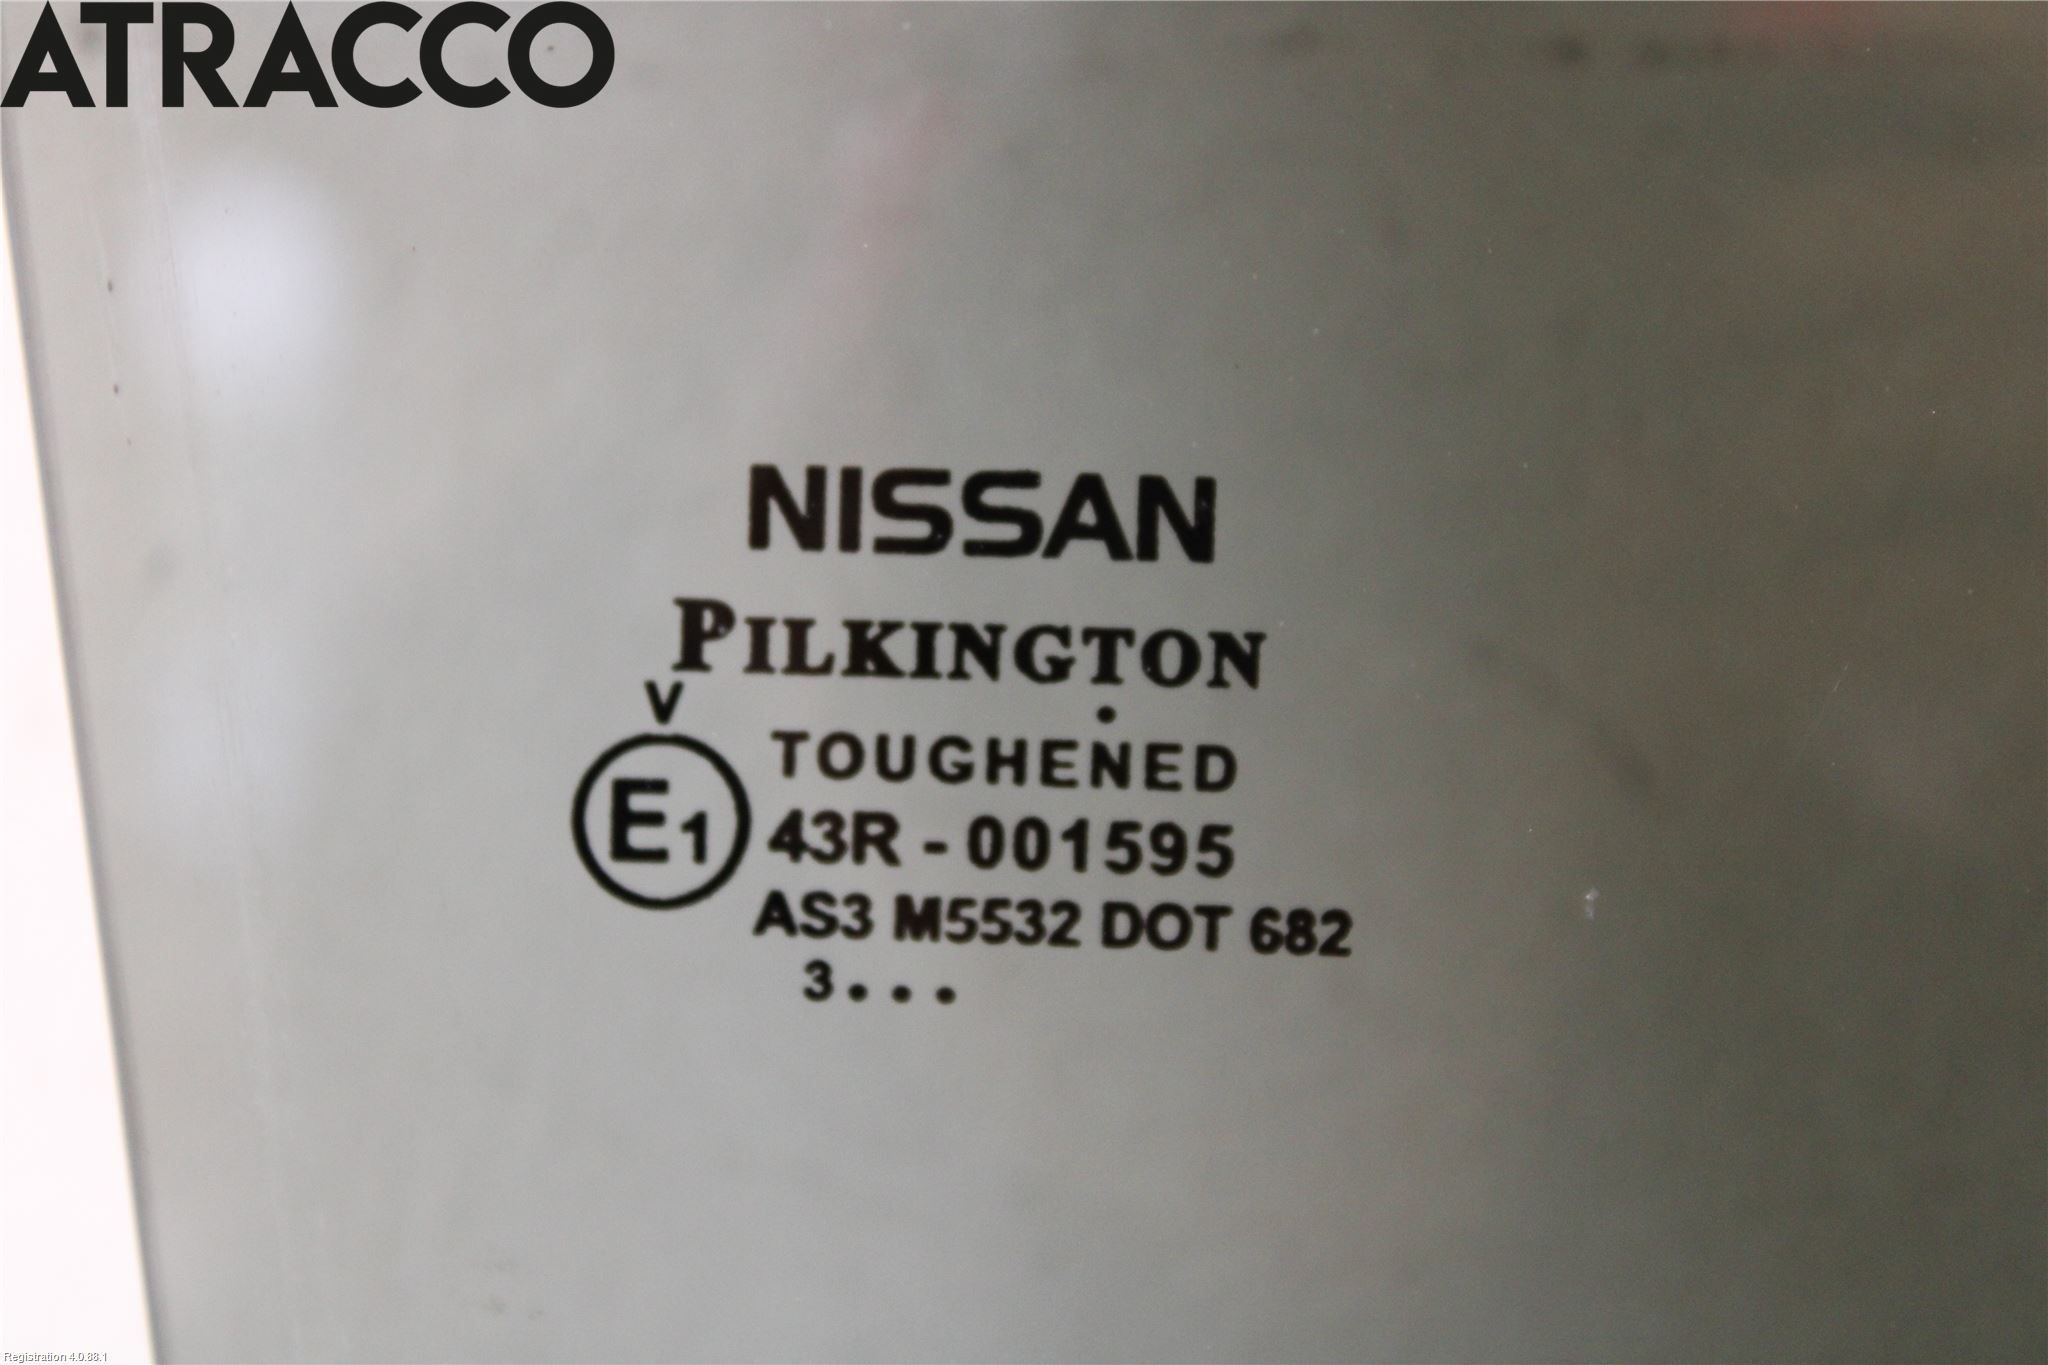 ATRACCO
NISSAN
PILKINGTON
V
TOUGHENED
E1
43R - 001595
AS3 M5532 DOT 682
3...
Registration 4.0.88.1